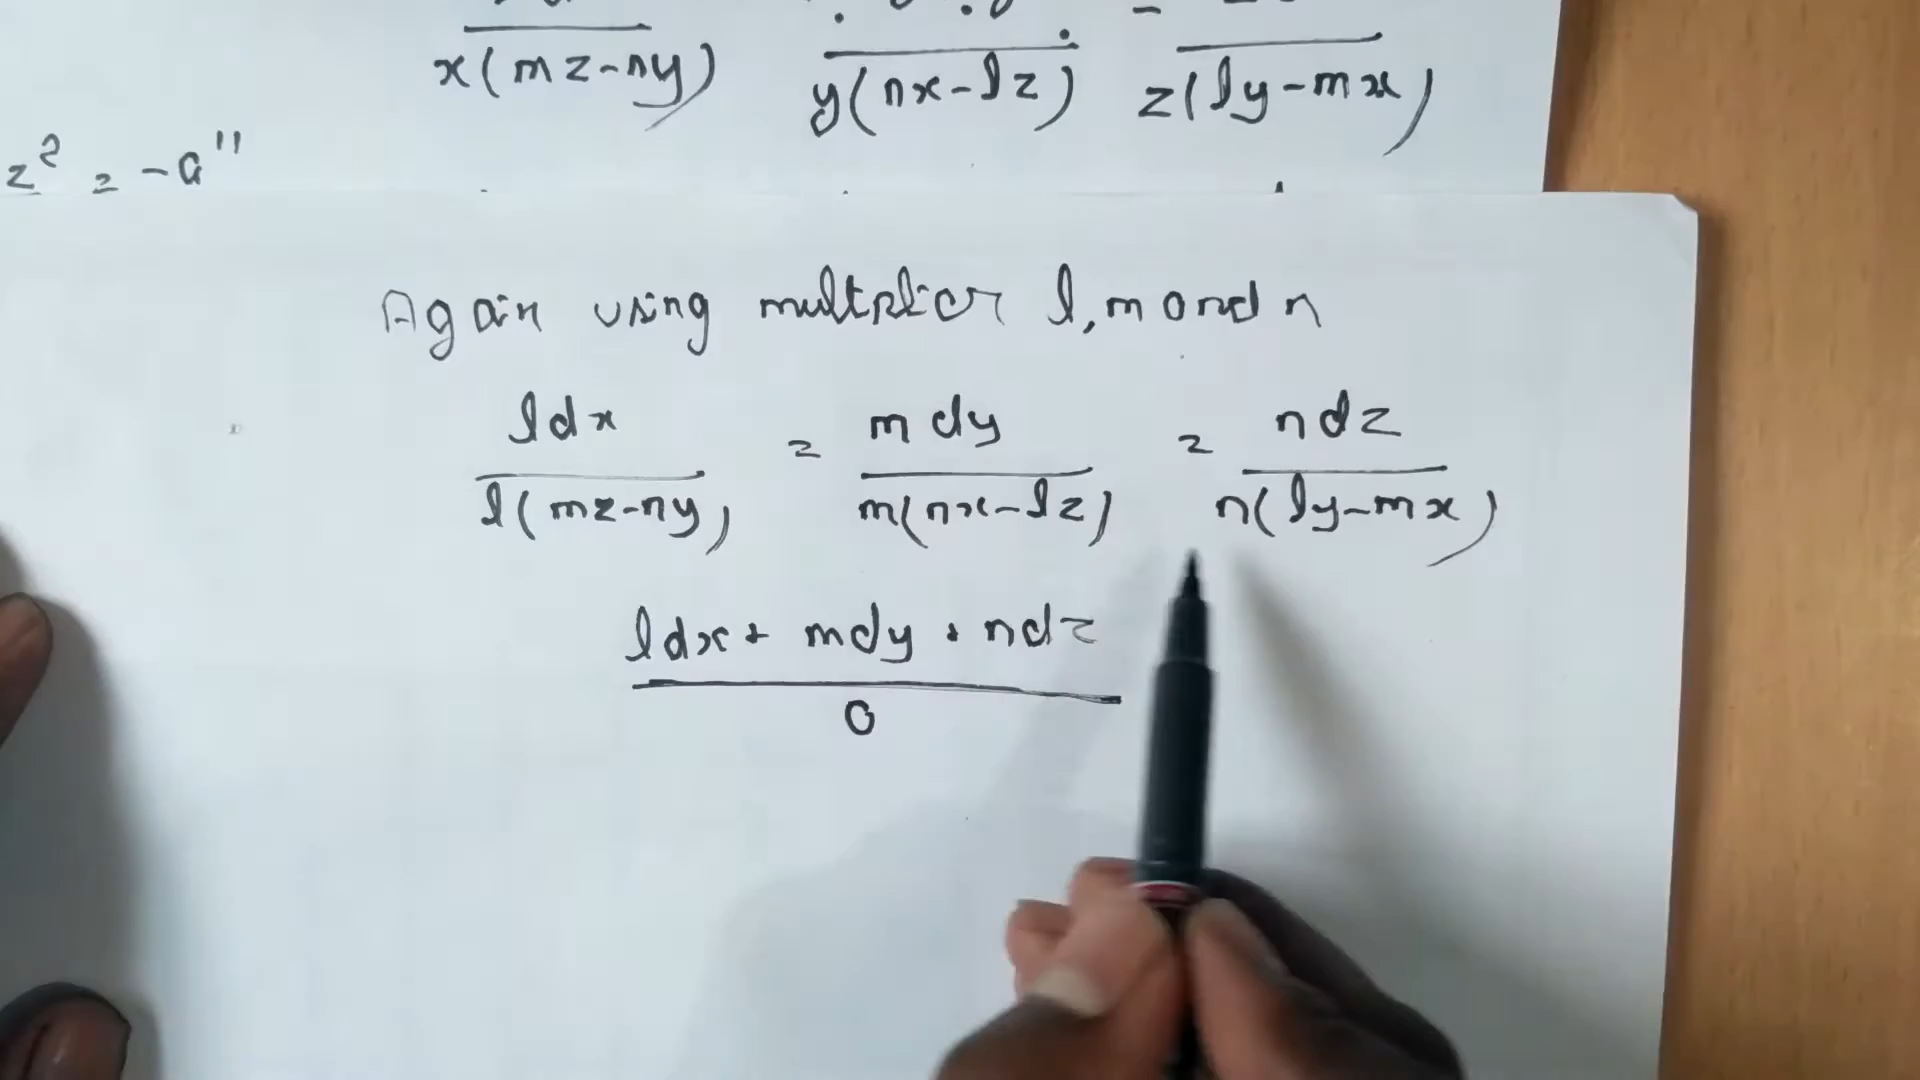 x(mz-ny) y(nx-lz) z(ly-mx)
z² = -a"
Again using multiplier l, m and n
ldx = mdy = ndz
l(mz-ny) m(nx-lz) n(ly-mx)
ldx + mdy + ndz
0